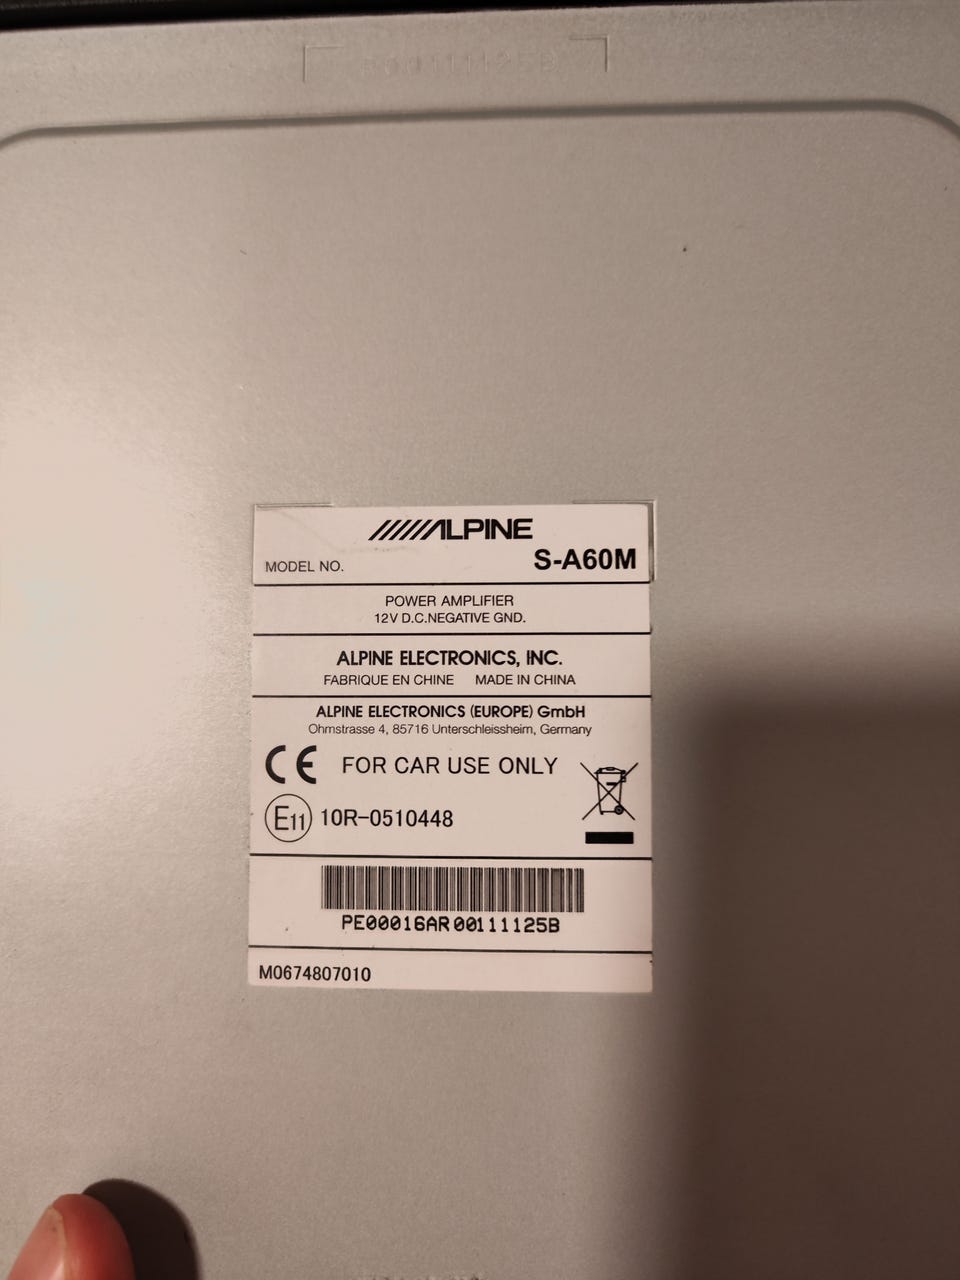 00111125B
ALPINE
MODEL NO. S-A60M
POWER AMPLIFIER
12V D.C.NEGATIVE GND.
ALPINE ELECTRONICS, INC.
FABRIQUE EN CHINE MADE IN CHINA
ALPINE ELECTRONICS (EUROPE) GmbH
Ohmstrasse 4, 85716 Unterschleissheim, Germany
CE FOR CAR USE ONLY
E11 10R-0510448
PE00016AR00111125B
M0674807010